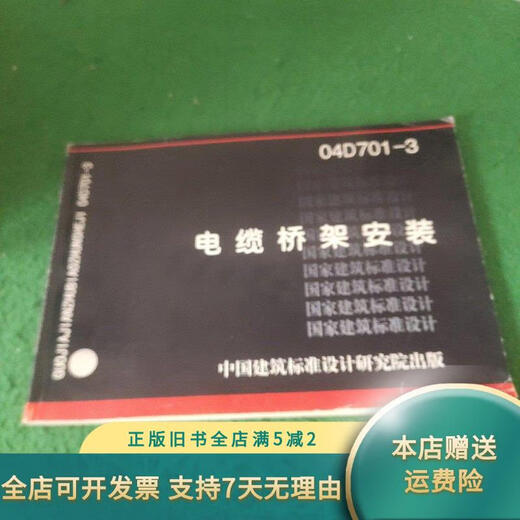 04D701-3
电缆桥架安装
国家建筑标准设计
国家建筑标准设计
国家建筑标准设计
国家建筑标准设计
国家建筑标准设计
中国建筑标准设计研究院出版
正版旧书全店满5减2
本店赠送
运费险
全店可开发票 支持7天无理由